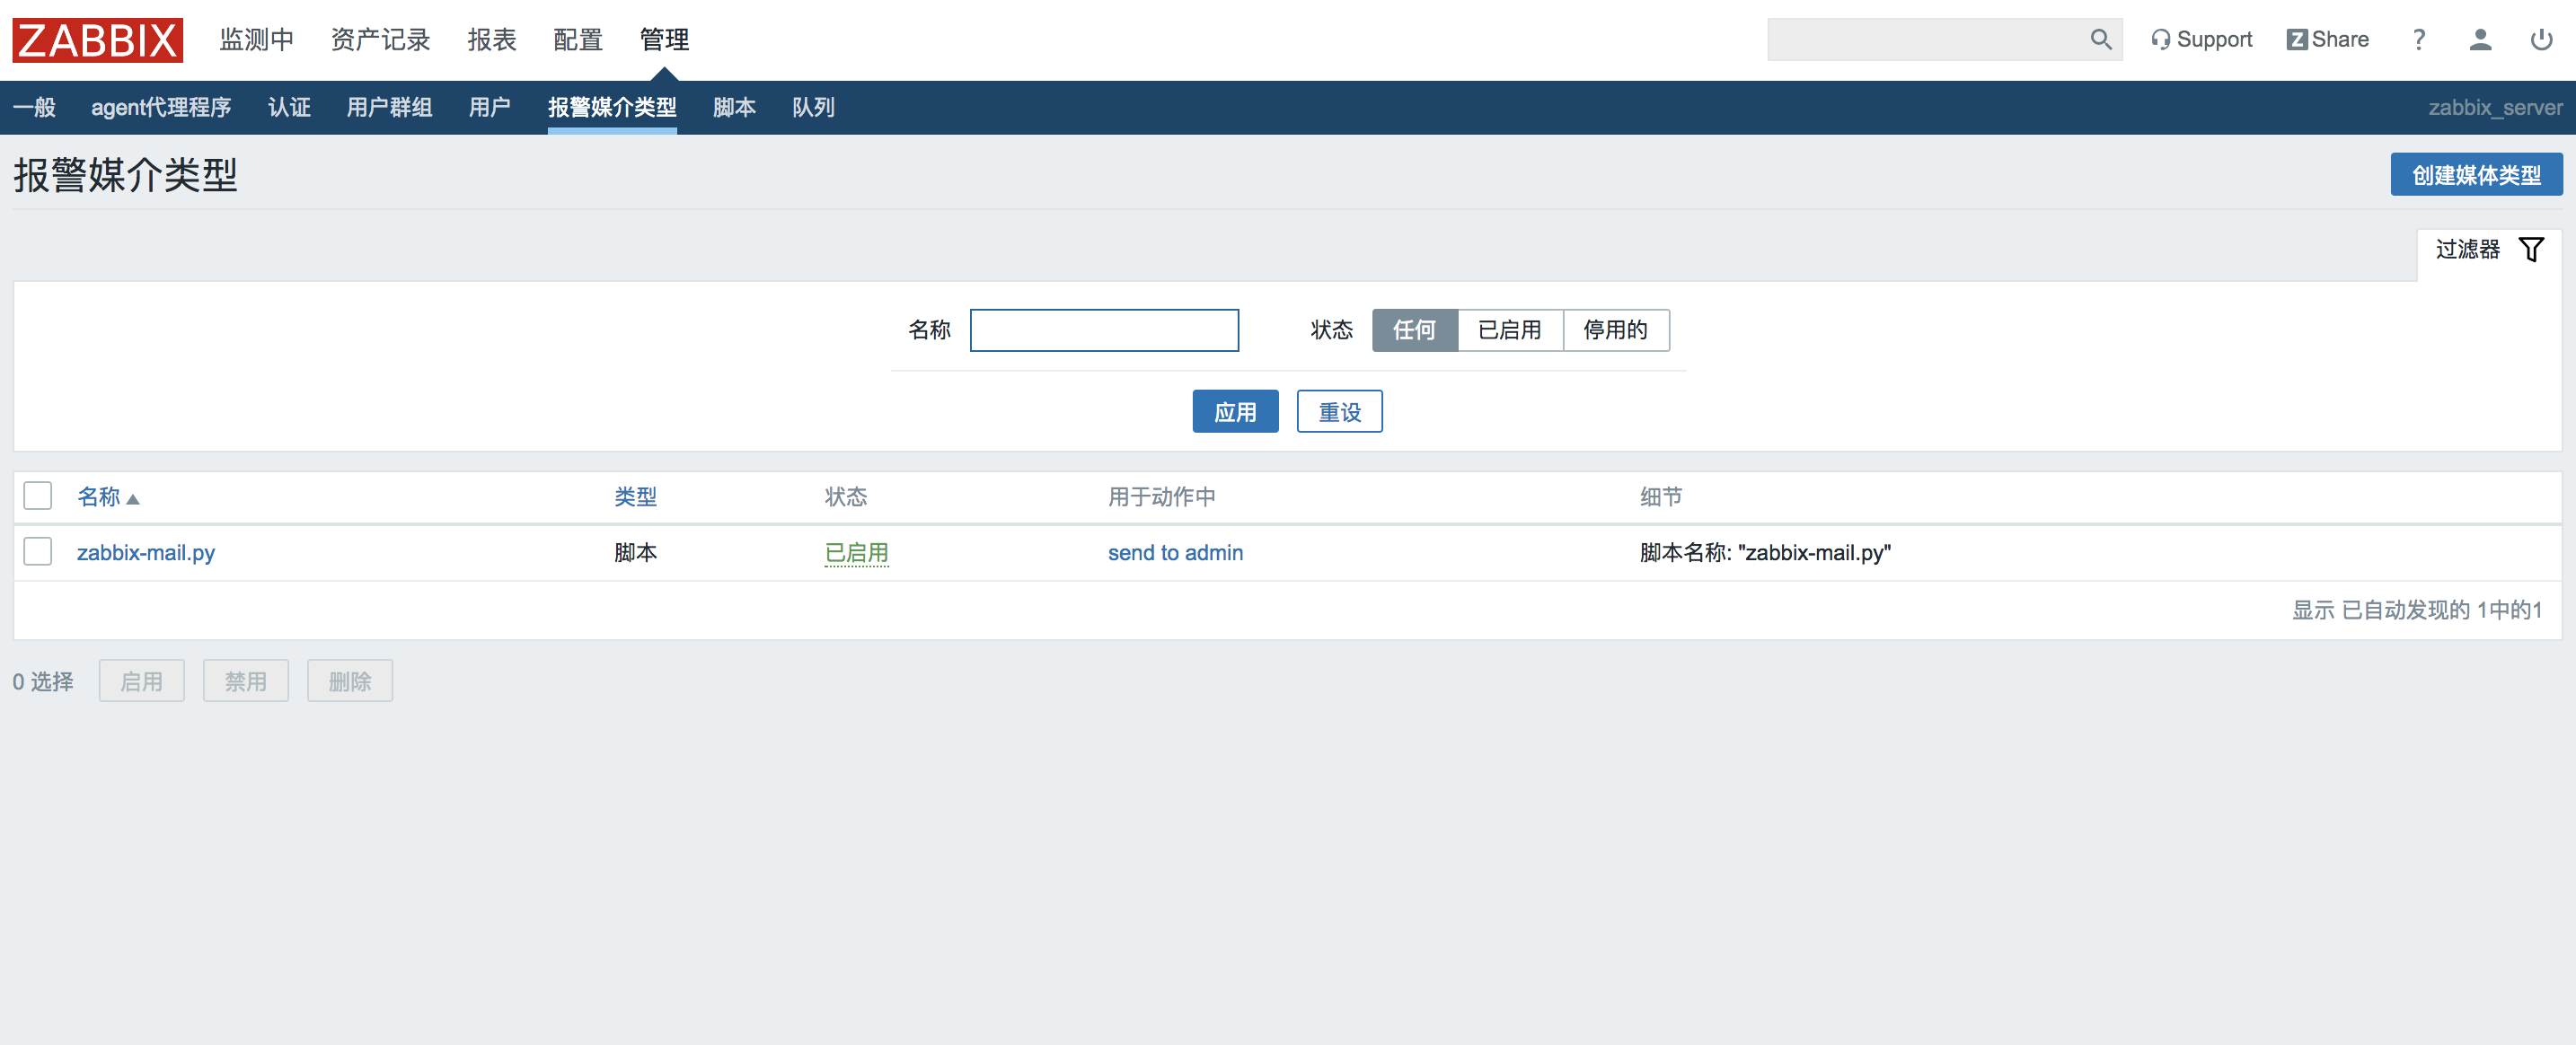 ZABBIX 监测中 资产记录 报表 配置 管理 Support Z Share ?
一般 agent代理程序 认证 用户群组 用户 报警媒介类型 脚本 队列 zabbix_server
报警媒介类型 创建媒体类型
过滤器
名称 状态 任何 已启用 停用的
应用 重设
名称 类型 状态 用于动作中 细节
zabbix-mail.py 脚本 已启用 send to admin 脚本名称: "zabbix-mail.py"
显示 已自动发现的 1中的1
0 选择 启用 禁用 删除